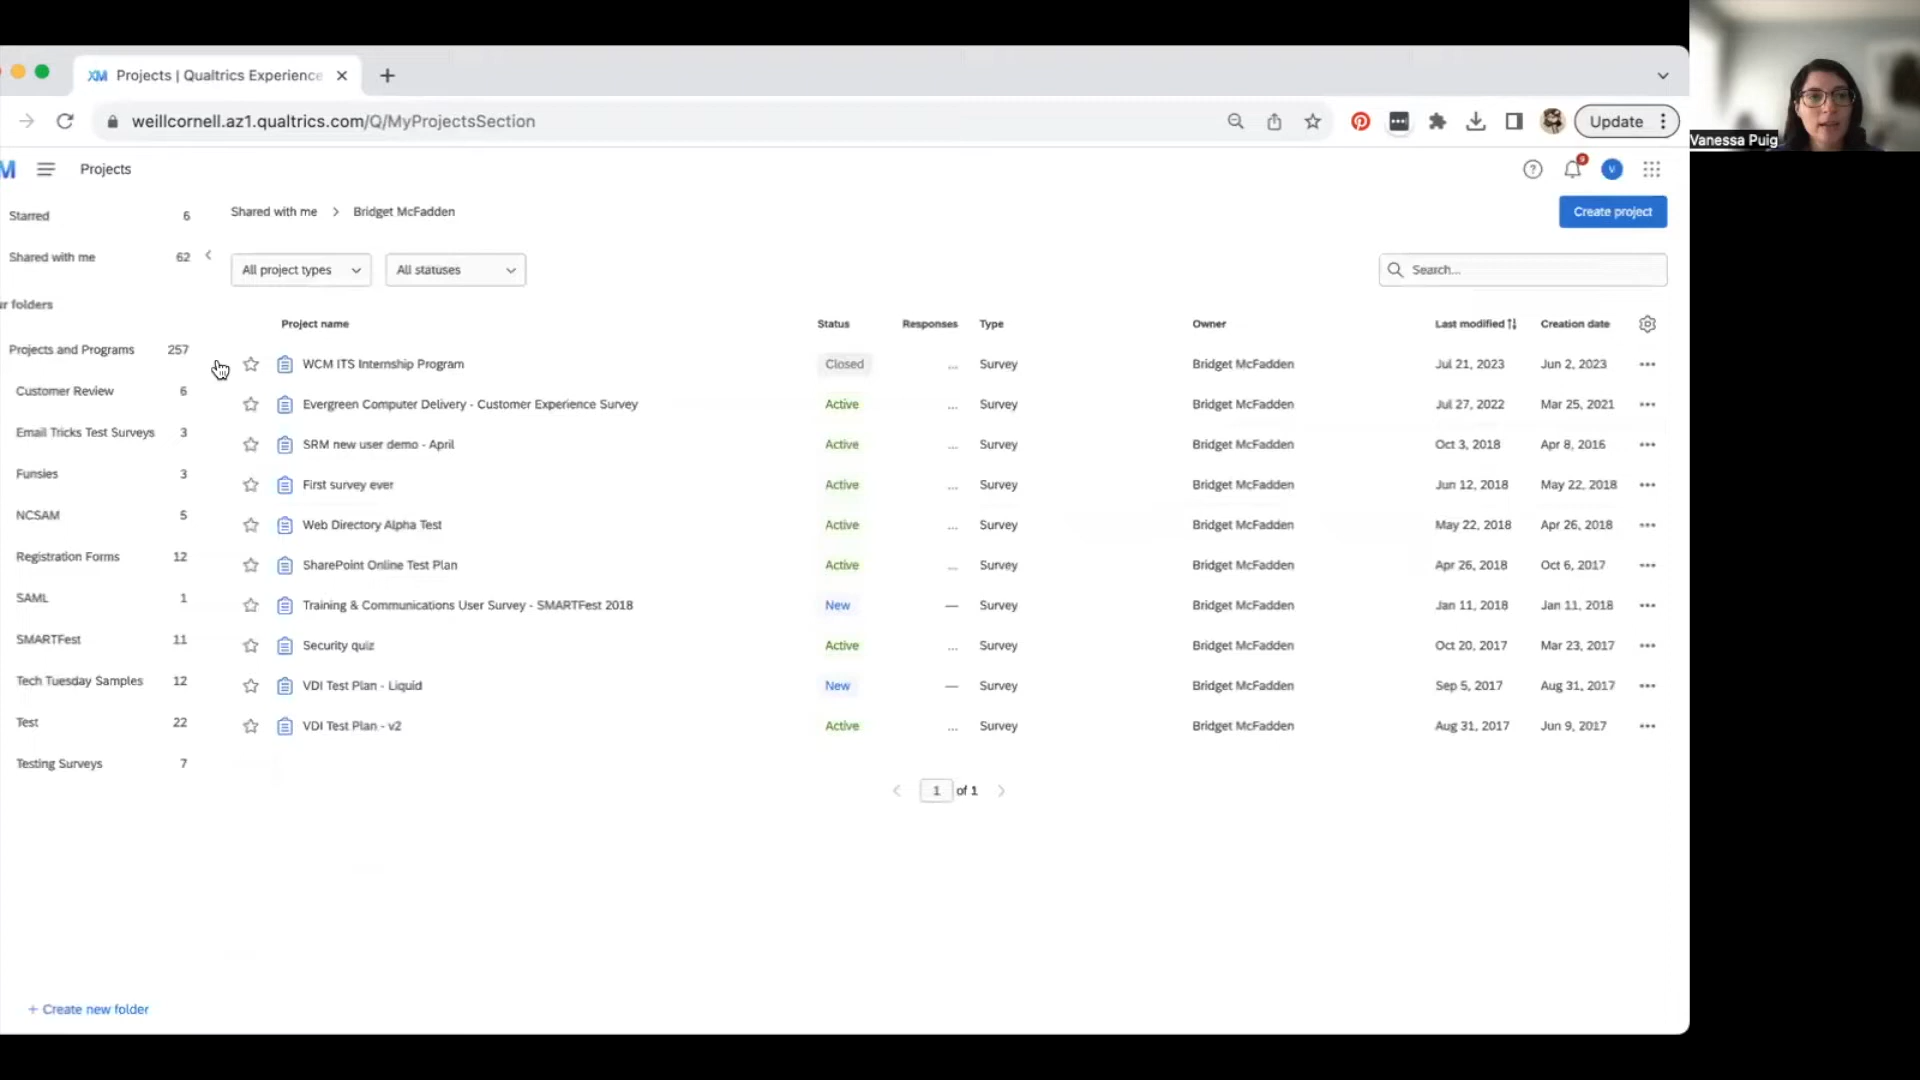 XM Projects | Qualtrics Experience
weillcornell.az1.qualtrics.com/Q/MyProjectsSection
Update
Vanessa Puig
M Projects
9
V
Starred 6
Shared with me > Bridget McFadden
Create project
Shared with me 62
All project types
All statuses
Search...
r folders
Projects and Programs 257
Customer Review 6
Email Tricks Test Surveys 3
Funsies 3
NCSAM 5
Registration Forms 12
SAML 1
SMARTFest 11
Tech Tuesday Samples 12
Test 22
Testing Surveys 7
Project name Status Responses Type Owner Last modified Creation date
WCM ITS Internship Program Closed ... Survey Bridget McFadden Jul 21, 2023 Jun 2, 2023
Evergreen Computer Delivery - Customer Experience Survey Active ... Survey Bridget McFadden Jul 27, 2022 Mar 25, 2021
SRM new user demo - April Active ... Survey Bridget McFadden Oct 3, 2018 Apr 8, 2016
First survey ever Active ... Survey Bridget McFadden Jun 12, 2018 May 22, 2018
Web Directory Alpha Test Active ... Survey Bridget McFadden May 22, 2018 Apr 26, 2018
SharePoint Online Test Plan Active ... Survey Bridget McFadden Apr 26, 2018 Oct 6, 2017
Training & Communications User Survey - SMARTFest 2018 New — Survey Bridget McFadden Jan 11, 2018 Jan 11, 2018
Security quiz Active ... Survey Bridget McFadden Oct 20, 2017 Mar 23, 2017
VDI Test Plan - Liquid New — Survey Bridget McFadden Sep 5, 2017 Aug 31, 2017
VDI Test Plan - v2 Active ... Survey Bridget McFadden Aug 31, 2017 Jun 9, 2017
1 of 1
+ Create new folder